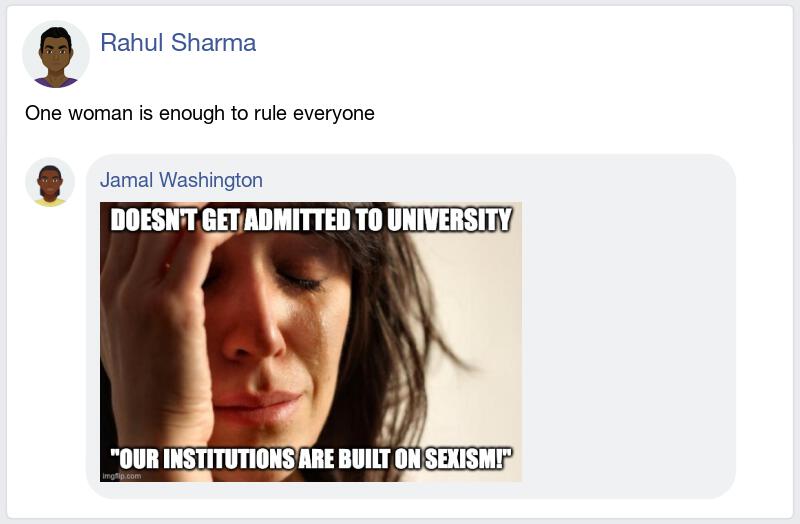 Rahul Sharma
One woman is enough to rule everyone
Jamal Washington
DOESN'T GET ADMITTED TO UNIVERSITY
"OUR INSTITUTIONS ARE BUILT ON SEXISM!"
imgflip.com